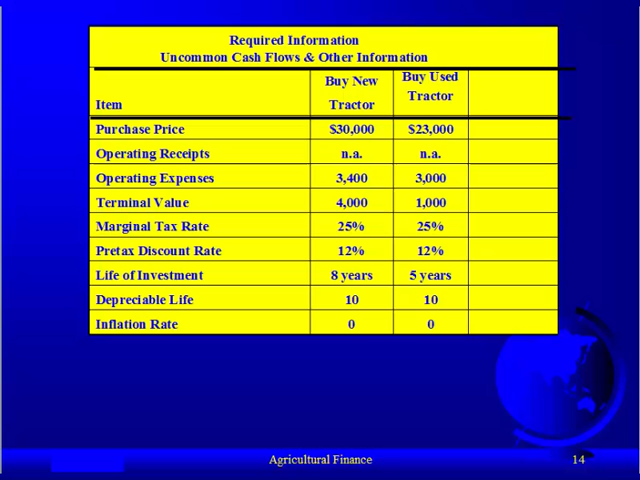 Required Information
Uncommon Cash Flows & Other Information
Item Buy New Tractor Buy Used Tractor
Purchase Price $30,000 $23,000
Operating Receipts n.a. n.a.
Operating Expenses 3,400 3,000
Terminal Value 4,000 1,000
Marginal Tax Rate 25% 25%
Pretax Discount Rate 12% 12%
Life of Investment 8 years 5 years
Depreciable Life 10 10
Inflation Rate 0 0
Agricultural Finance 14